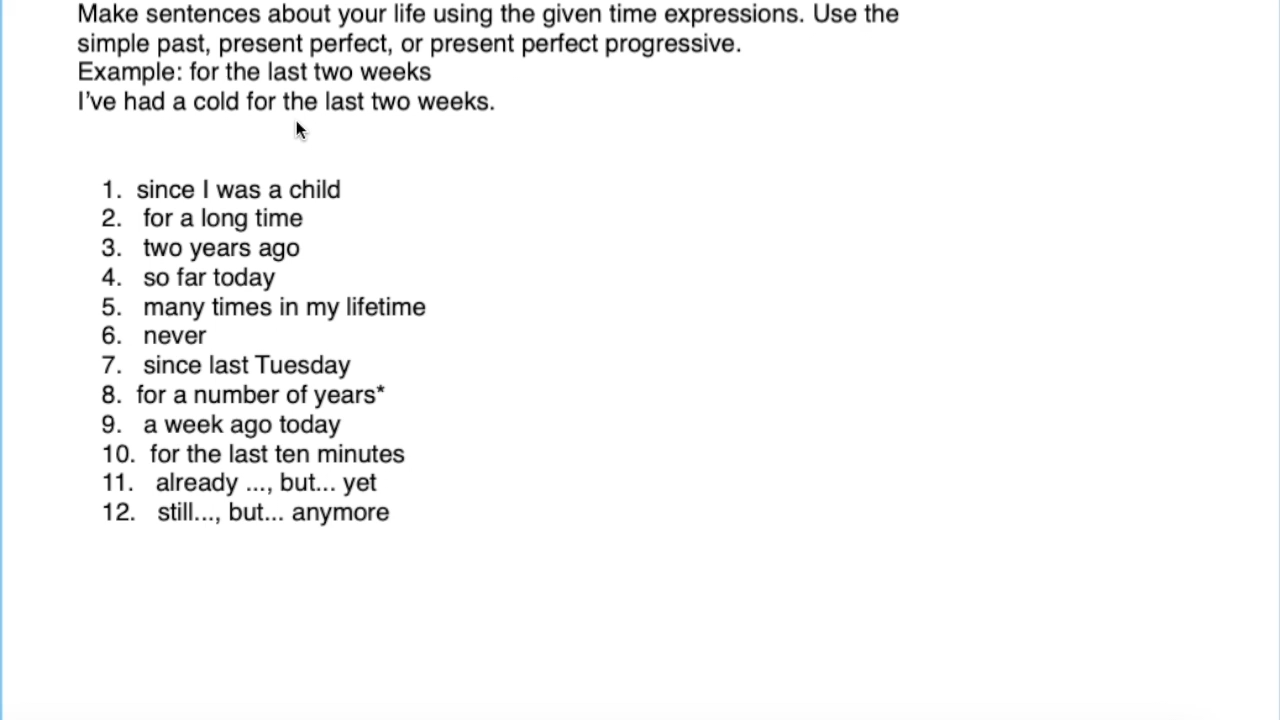 Make sentences about your life using the given time expressions. Use the
simple past, present perfect, or present perfect progressive.
Example: for the last two weeks
I’ve had a cold for the last two weeks.
1. since I was a child
2. for a long time
3. two years ago
4. so far today
5. many times in my lifetime
6. never
7. since last Tuesday
8. for a number of years*
9. a week ago today
10. for the last ten minutes
11. already ..., but... yet
12. still..., but... anymore